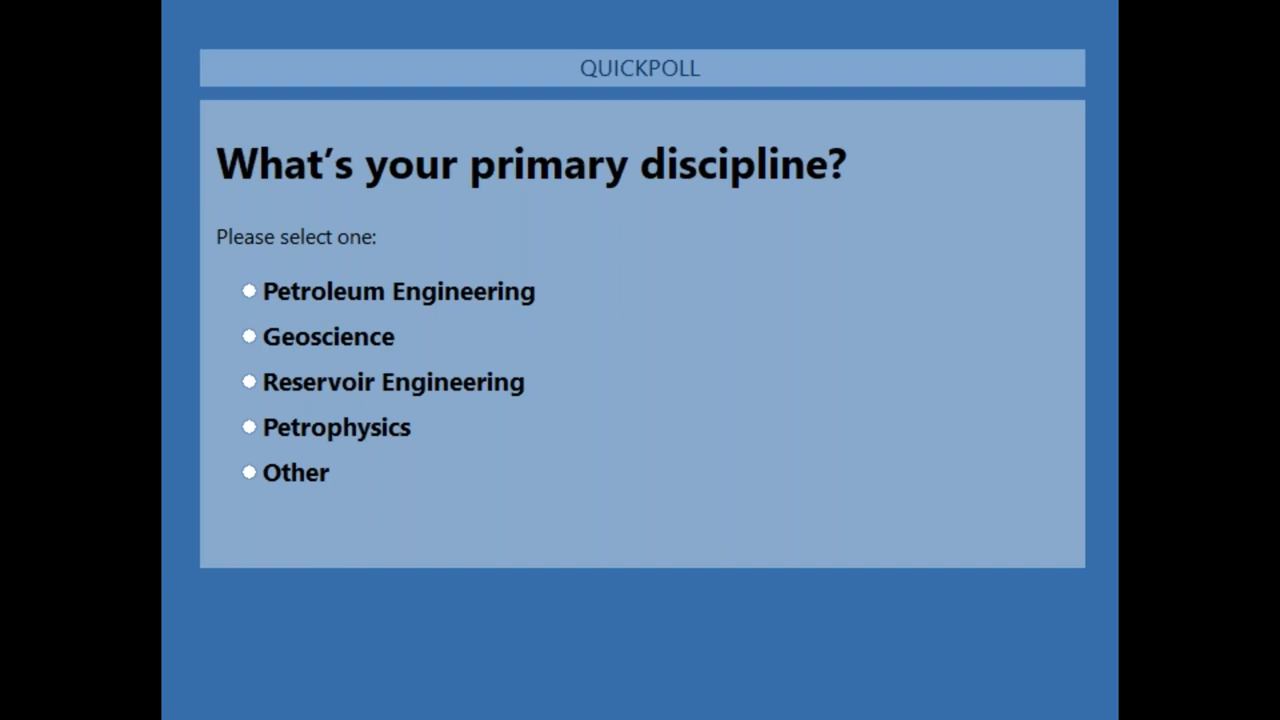 QUICKPOLL
What’s your primary discipline?
Please select one:
Petroleum Engineering
Geoscience
Reservoir Engineering
Petrophysics
Other